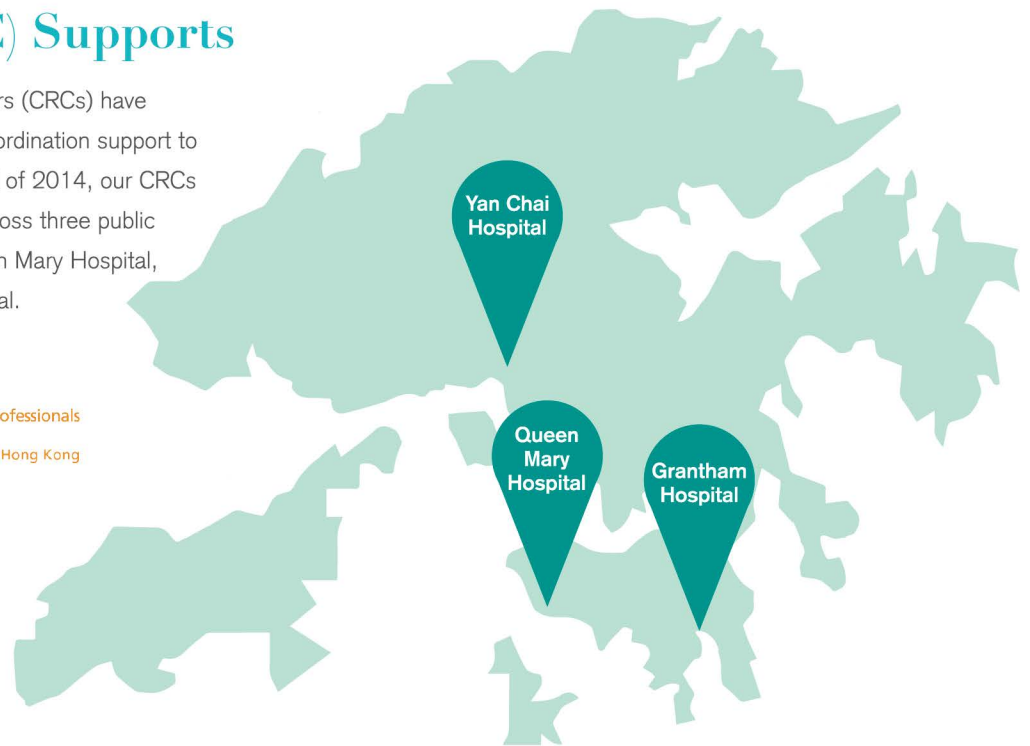 ) Supports
rs (CRCs) have
ordination support to
of 2014, our CRCs
oss three public
n Mary Hospital,
al.
ofessionals
Hong Kong
Yan Chai
Hospital
Queen
Mary
Hospital
Grantham
Hospital